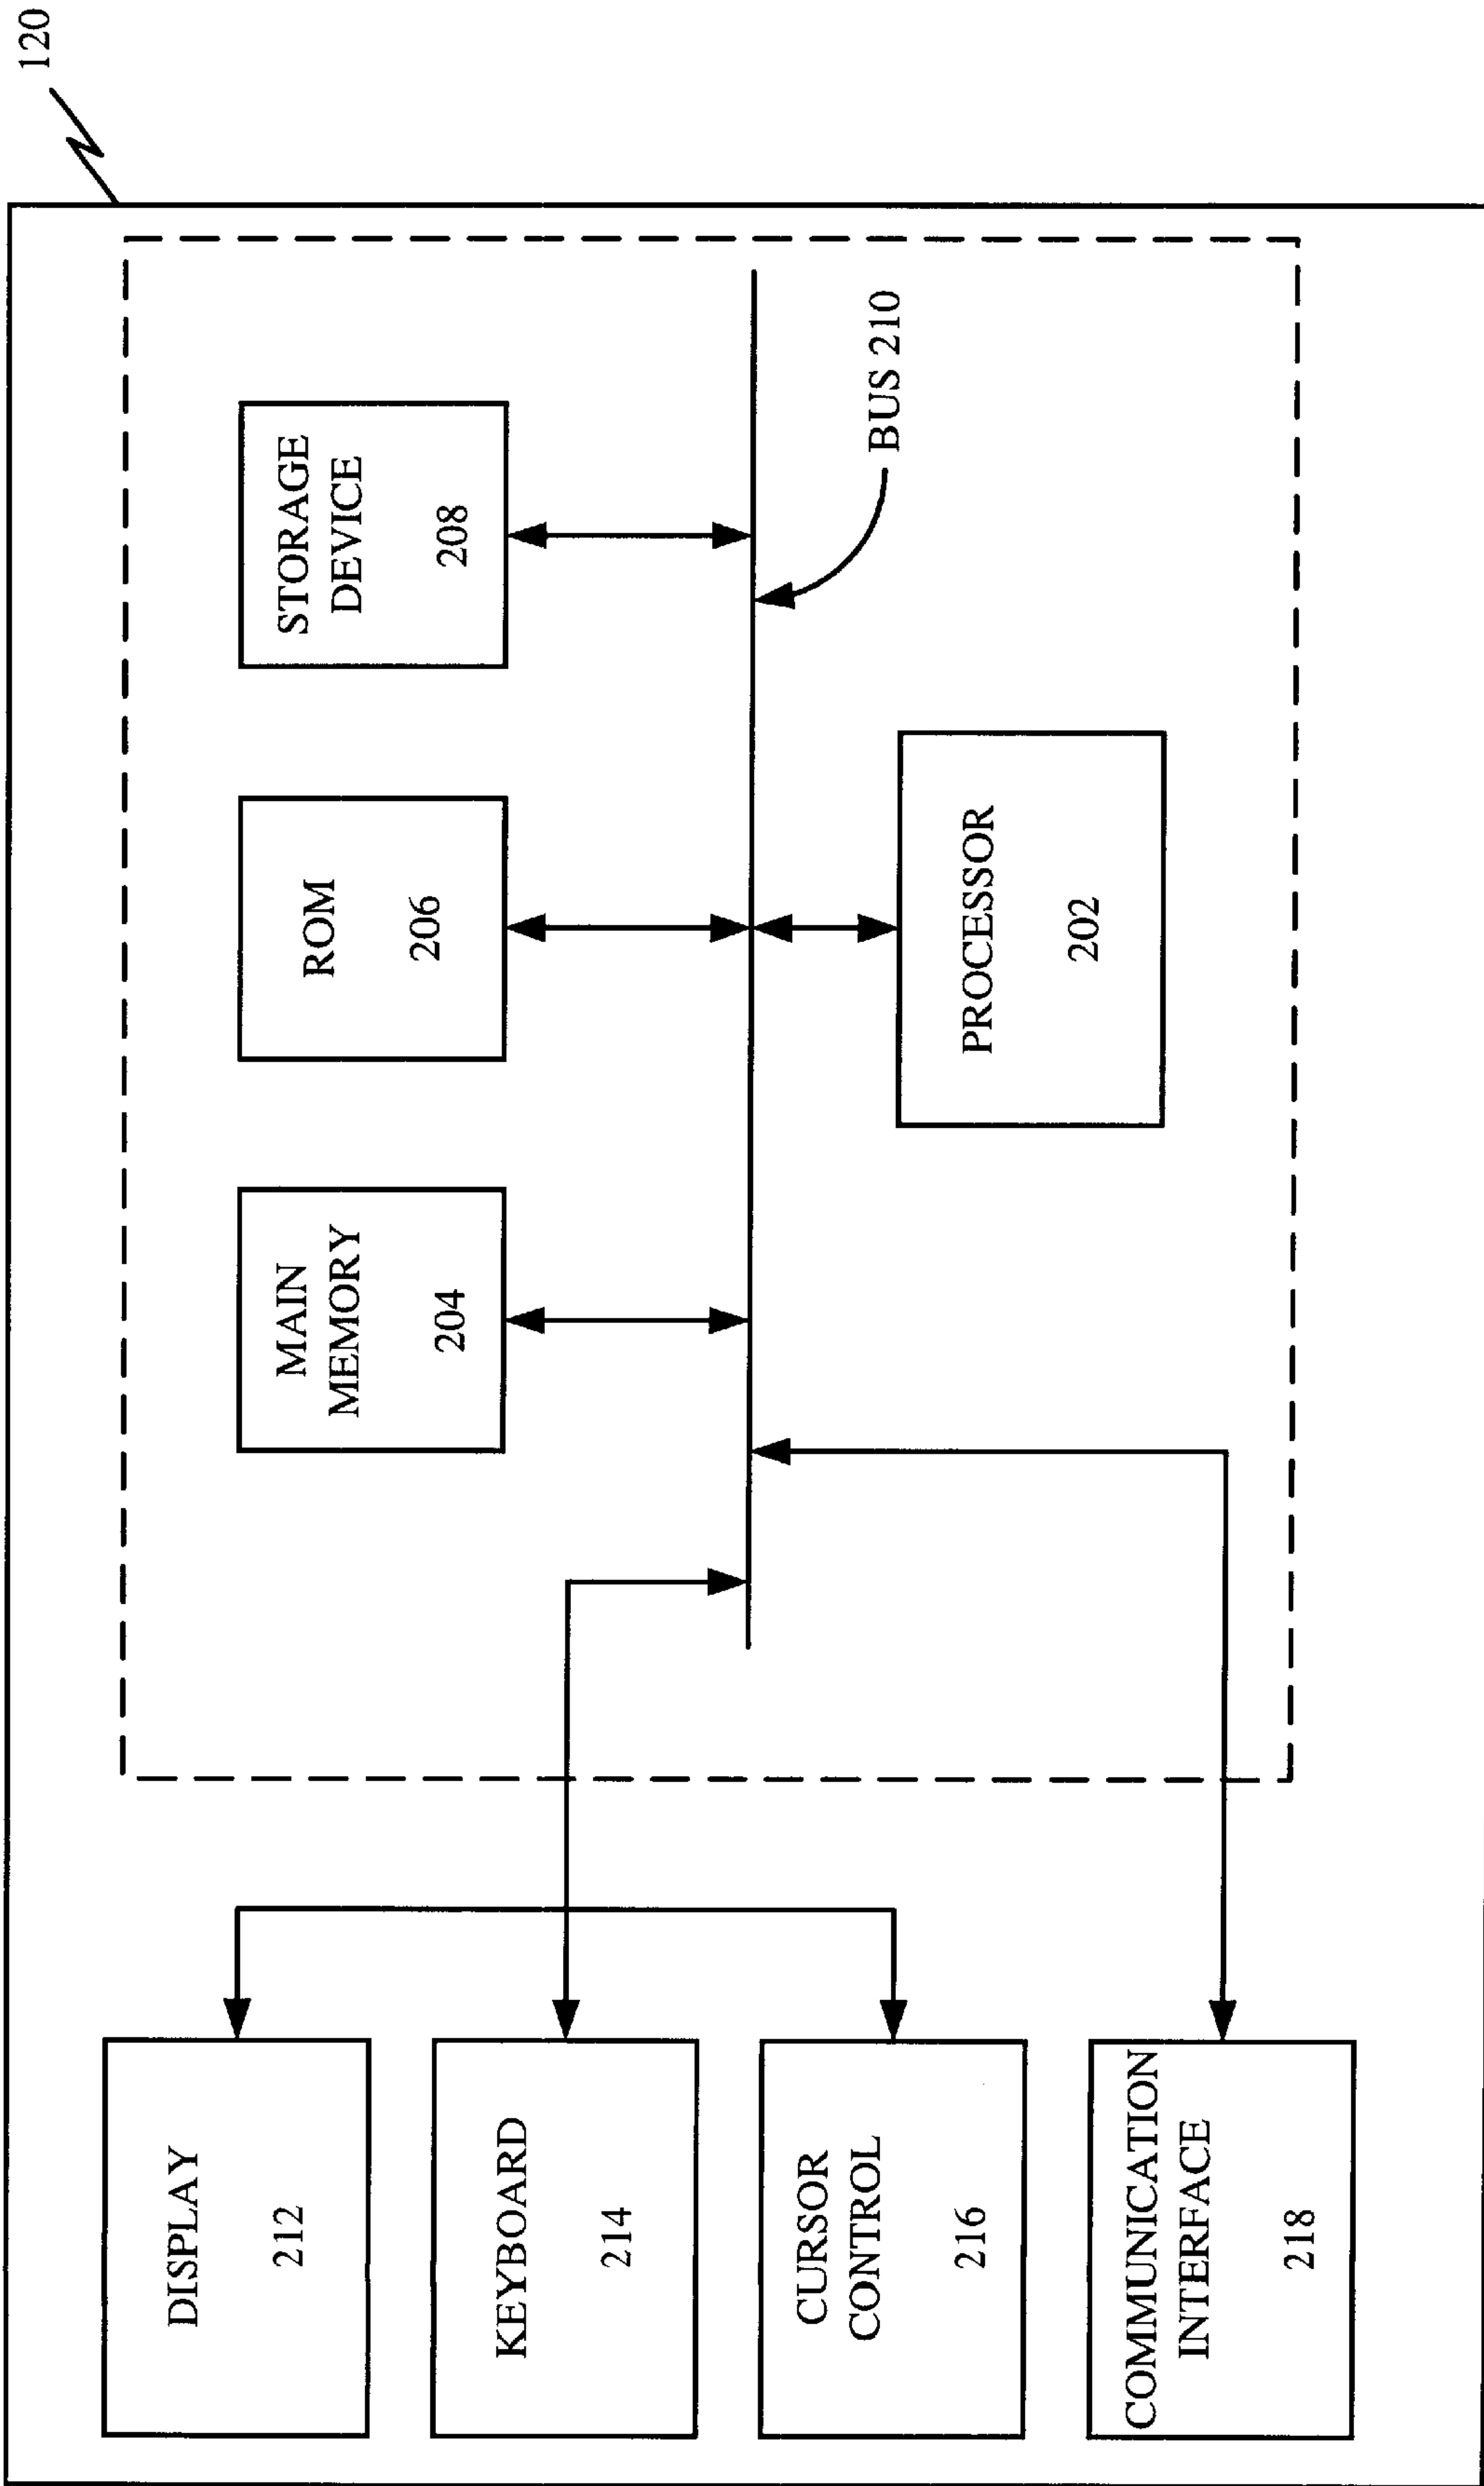 120
DISPLAY
212
KEYBOARD
214
CURSOR
CONTROL
216
COMMUNICATION
INTERFACE
218
MAIN
MEMORY
204
ROM
206
STORAGE
DEVICE
208
BUS 210
PROCESSOR
202